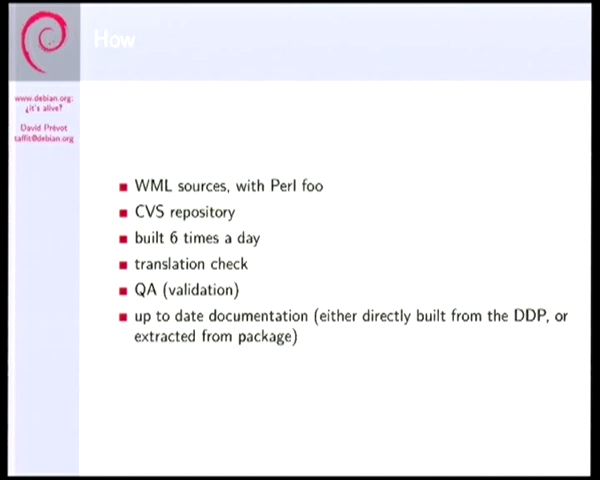 How
www.debian.org:
¿it's alive?
David Prévot
taffit@debian.org
WML sources, with Perl foo
CVS repository
built 6 times a day
translation check
QA (validation)
up to date documentation (either directly built from the DDP, or
extracted from package)